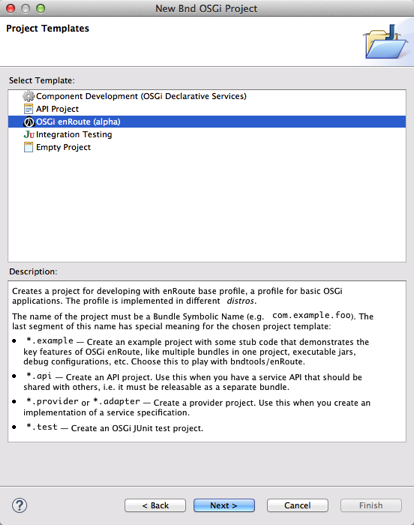 New Bnd OSGi Project
Project Templates
Select Template:
Component Development (OSGi Declarative Services)
API Project
OSGi enRoute (alpha)
Ju Integration Testing
Empty Project
Description:
Creates a project for developing with enRoute base profile, a profile for basic OSGi
applications. The profile is implemented in different distros.
The name of the project must be a Bundle Symbolic Name (e.g. com.example.foo). The
last segment of this name has special meaning for the chosen project template:
• *.example — Create an example project with some stub code that demonstrates the
key features of OSGi enRoute, like multiple bundles in one project, executable jars,
debug configurations, etc. Choose this to play with bndtools/enRoute.
• *.api — Create an API project. Use this when you have a service API that should be
shared with others, i.e. it must be releasable as a separate bundle.
• *.provider or *.adapter — Create a provider project. Use this when you create an
implementation of a service specification.
• *.test — Create an OSGi JUnit test project.
?
< Back
Next >
Cancel
Finish